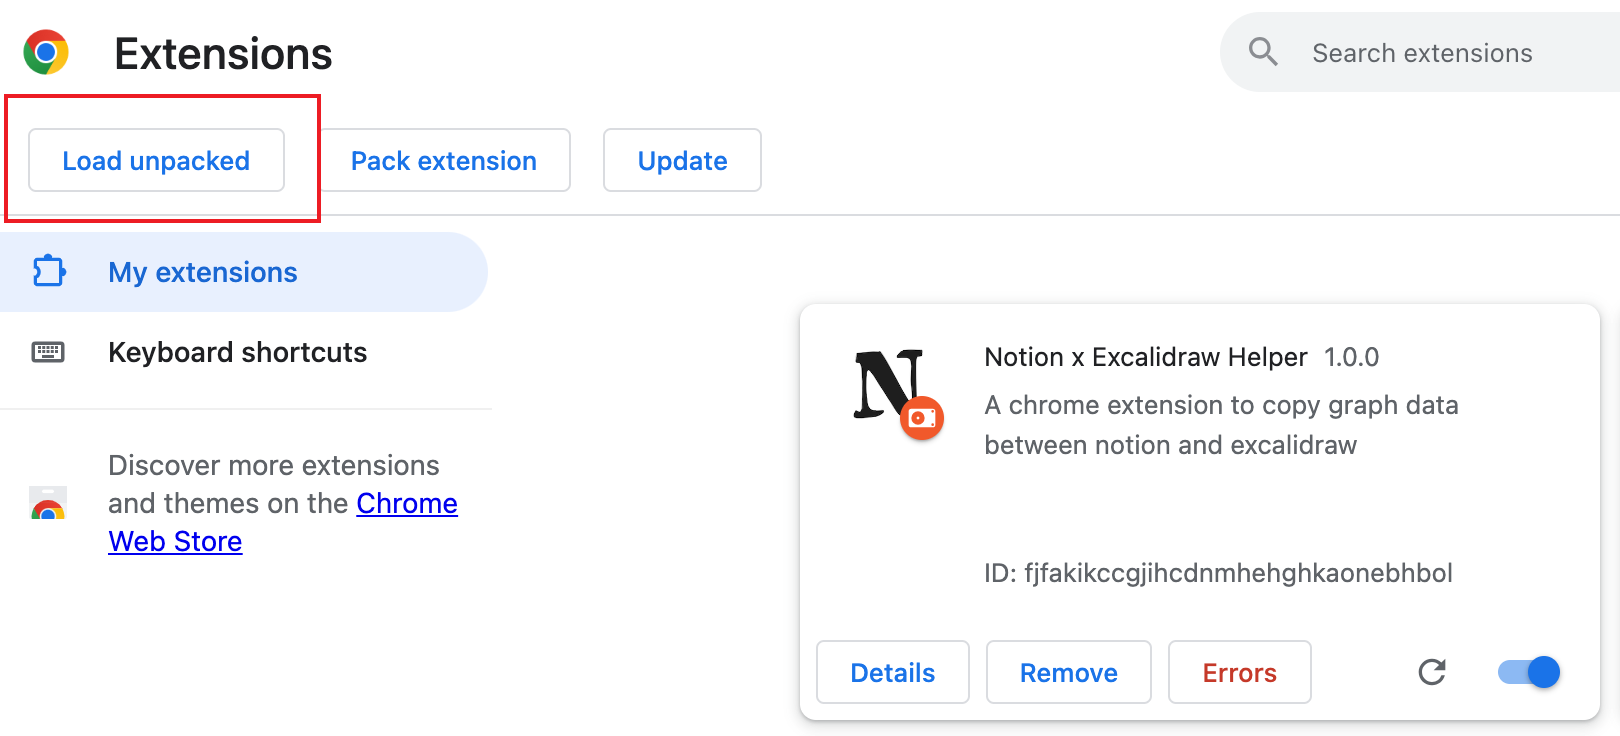 Extensions
Search extensions
Load unpacked
Pack extension
Update
My extensions
Keyboard shortcuts
Discover more extensions
and themes on the Chrome
Web Store
Notion x Excalidraw Helper 1.0.0
A chrome extension to copy graph data
between notion and excalidraw
ID: fjfakikccgjihcdnmhehghkaonebhbol
Details
Remove
Errors